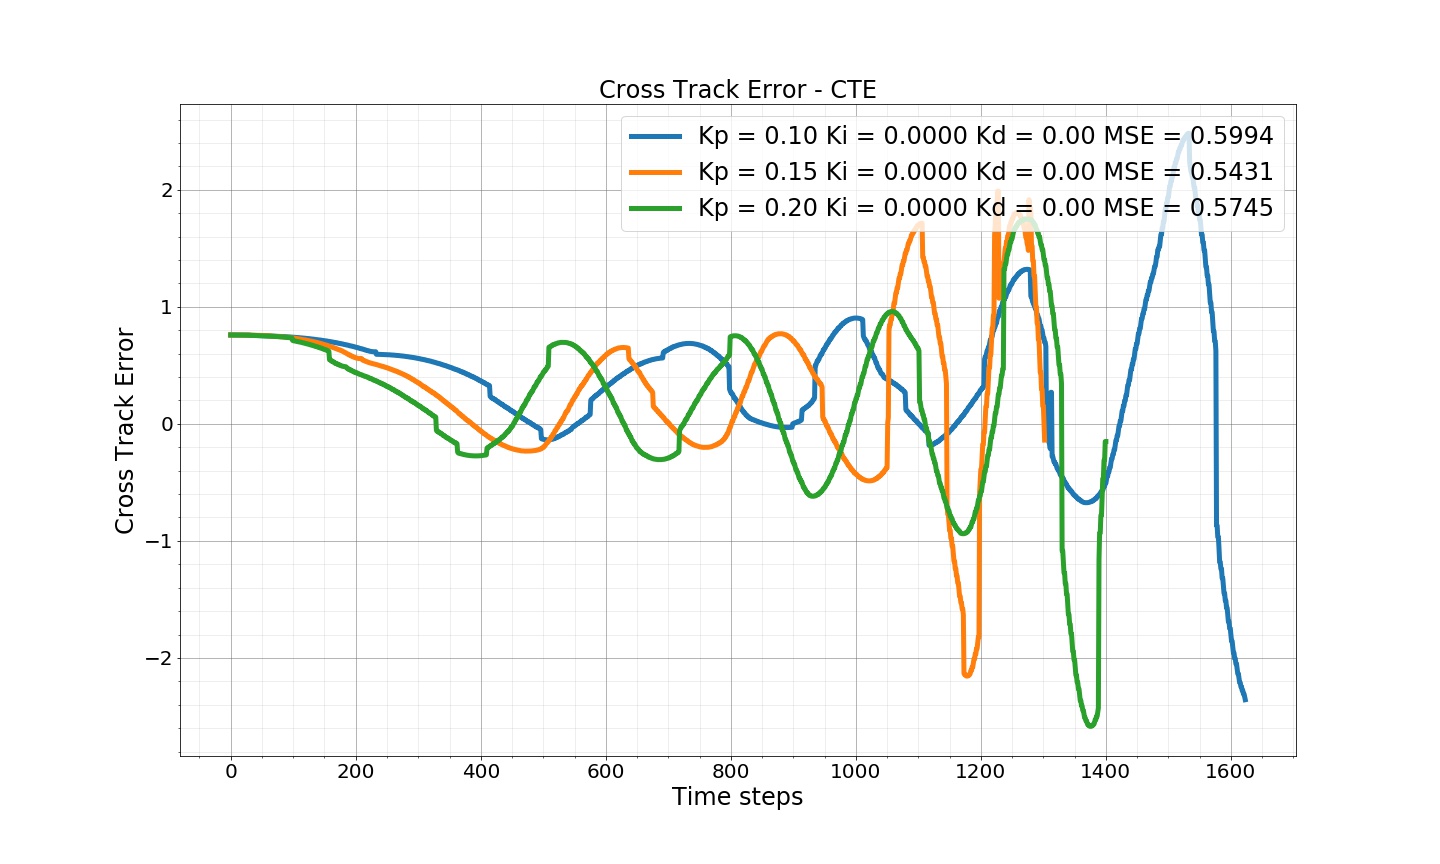 Cross Track Error - CTE
Kp = 0.10 Ki = 0.0000 Kd = 0.00 MSE = 0.5994
Kp = 0.15 Ki = 0.0000 Kd = 0.00 MSE = 0.5431
Kp = 0.20 Ki = 0.0000 Kd = 0.00 MSE = 0.5745
Cross Track Error
2
1
0
−1
−2
0 200 400 600 800 1000 1200 1400 1600
Time steps